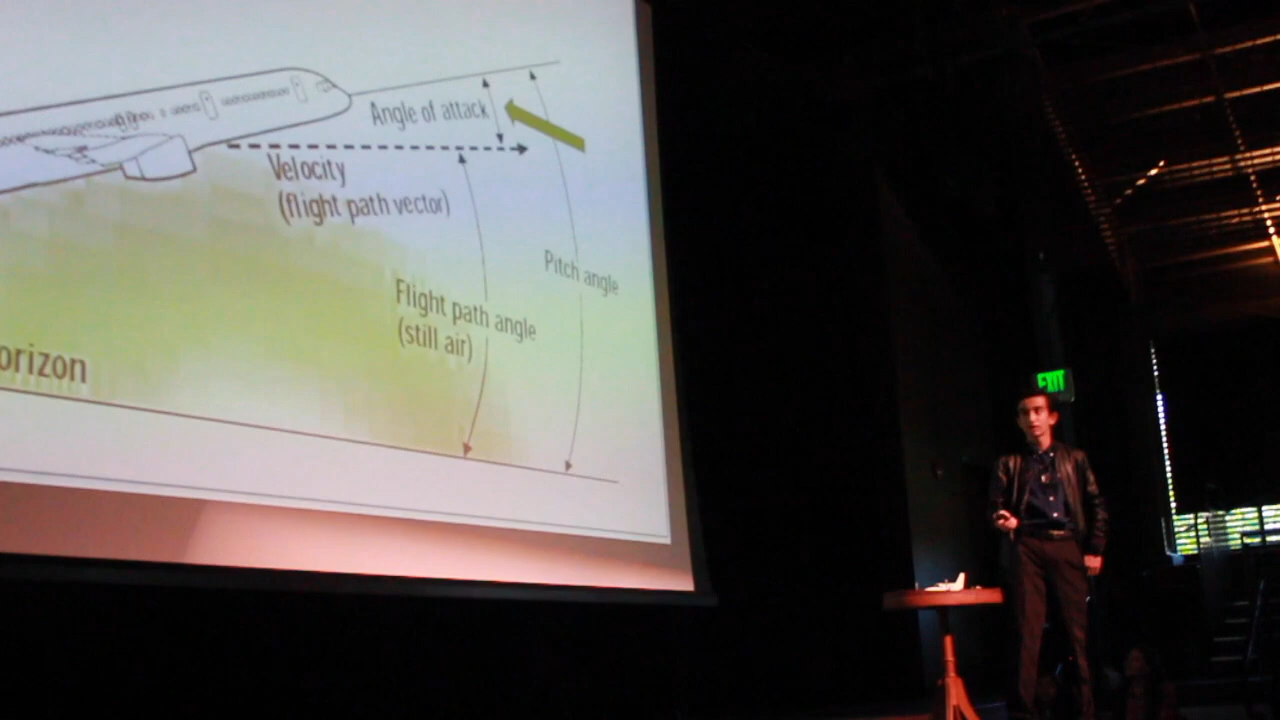 Angle of attack
Velocity
(flight path vector)
Pitch angle
Flight path angle
(still air)
orizon
EXIT